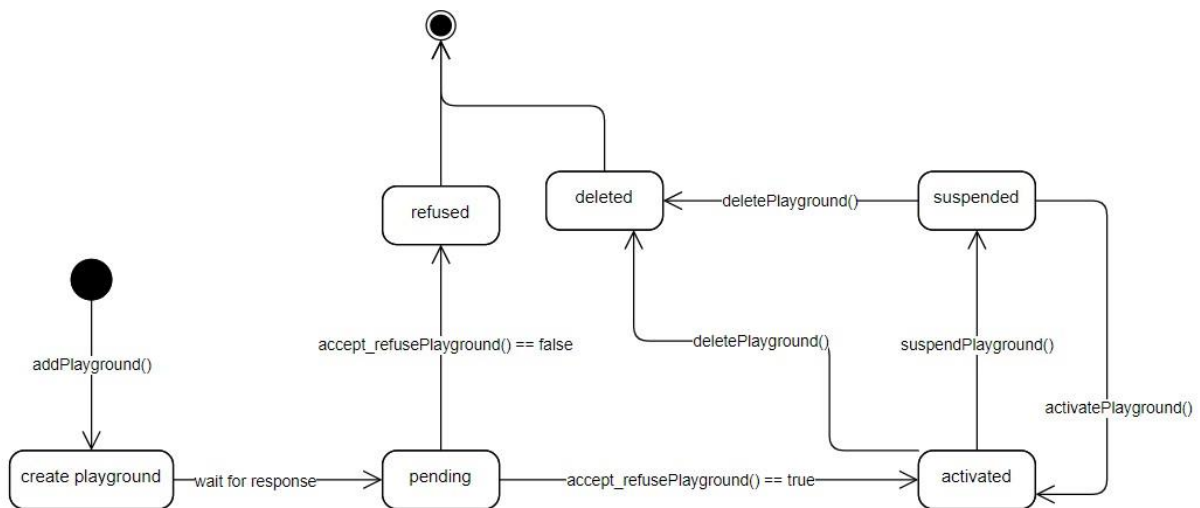 deleted
suspended
deletePlayground()
refused
accept_refusePlayground() == false
deletePlayground()
suspendPlayground()
addPlayground()
activatePlayground()
create playground
wait for response
pending
accept_refusePlayground() == true
activated